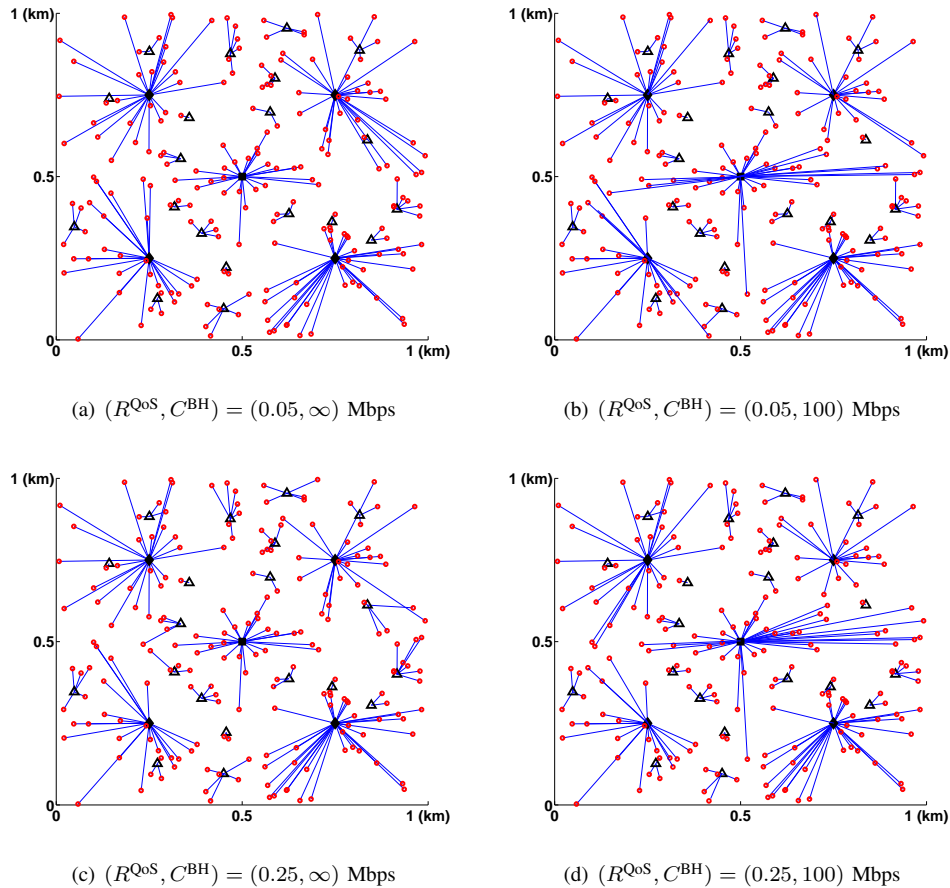 1 (km)
1 (km)
0.5
0.5
0
0
0
0.5
1 (km)
0
0.5
1 (km)
(a) (R^QoS, C^BH) = (0.05, ∞) Mbps
(b) (R^QoS, C^BH) = (0.05, 100) Mbps
1 (km)
1 (km)
0.5
0.5
0
0
0
0.5
1 (km)
0
0.5
1 (km)
(c) (R^QoS, C^BH) = (0.25, ∞) Mbps
(d) (R^QoS, C^BH) = (0.25, 100) Mbps